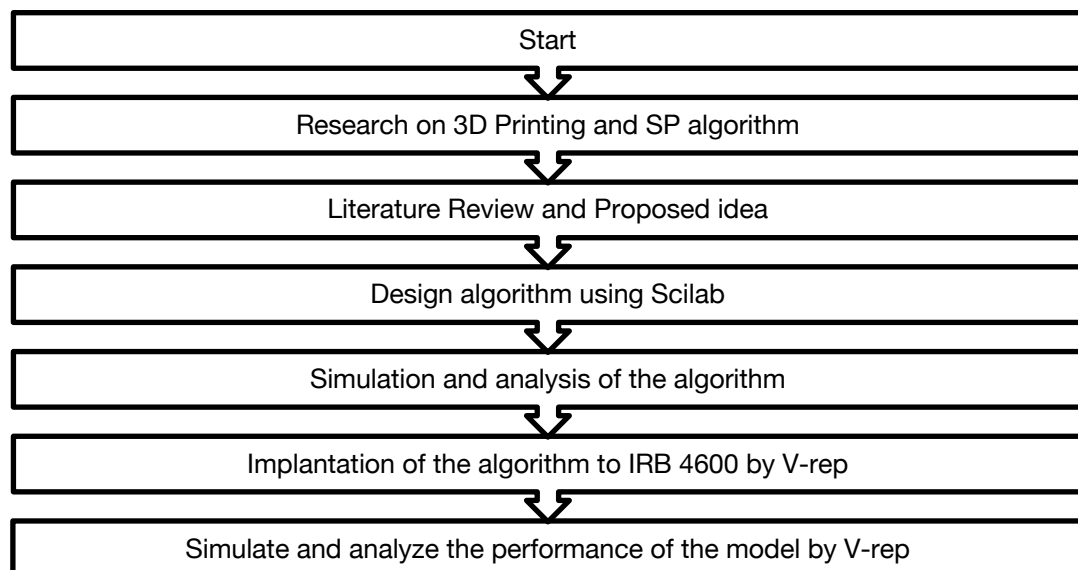 Start
Research on 3D Printing and SP algorithm
Literature Review and Proposed idea
Design algorithm using Scilab
Simulation and analysis of the algorithm
Implantation of the algorithm to IRB 4600 by V-rep
Simulate and analyze the performance of the model by V-rep